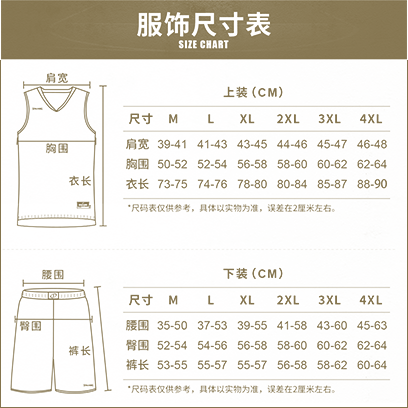 服饰尺寸表
SIZE CHART
肩宽
胸围
衣长
上装(CM)
尺寸 M L XL 2XL 3XL 4XL
肩宽 39-41 41-43 43-45 44-46 45-47 46-48
胸围 50-52 52-54 56-58 58-60 60-62 62-64
衣长 73-75 74-76 78-80 80-84 85-87 88-90
*尺码表仅供参考，具体以实物为准，误差在2厘米左右。
腰围
臀围
裤长
下装(CM)
尺寸 M L XL 2XL 3XL 4XL
腰围 35-50 37-53 39-55 41-58 43-60 45-63
臀围 52-54 54-56 56-58 58-60 60-62 62-64
裤长 53-55 55-57 55-57 56-58 58-62 60-64
*尺码表仅供参考，具体以实物为准，误差在2厘米左右。